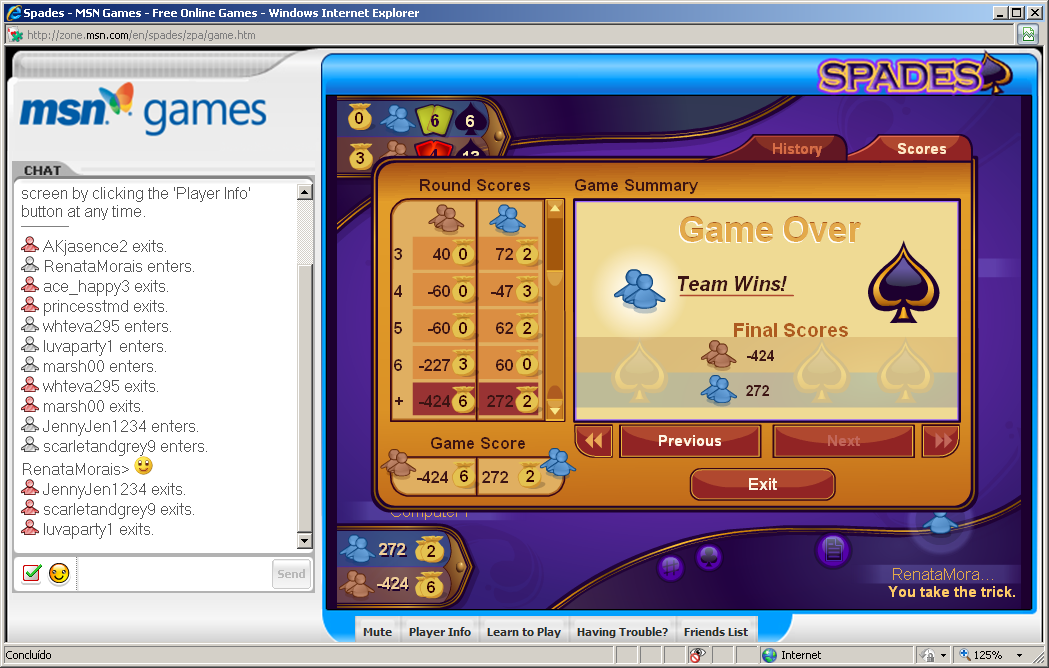 Spades - MSN Games - Free Online Games - Windows Internet Explorer
http://zone.msn.com/en/spades/zpa/game.htm
msn games
SPADES
CHAT
screen by clicking the 'Player Info'
button at any time.
AKjasence2 exits.
RenataMorais enters.
ace_happy3 exits.
princesstmd exits.
whteva295 enters.
luvaparty1 enters.
marsh00 enters.
whteva295 exits.
marsh00 exits.
JennyJen1234 enters.
scarletandgrey9 enters.
RenataMorais>
JennyJen1234 exits.
scarletandgrey9 exits.
luvaparty1 exits.
Send
0 6 6
3 4 13
History Scores
Round Scores
3 40 0 72 2
4 -60 0 -47 3
5 -60 0 62 2
6 -227 3 60 0
+ -424 6 272 2
Game Score
-424 6 272 2
Game Summary
Game Over
Team Wins!
Final Scores
-424
272
Previous Next
Exit
Computer 1
272 2
-424 6
RenataMora...
You take the trick.
Mute Player Info Learn to Play Having Trouble? Friends List
Concluído Internet 125%